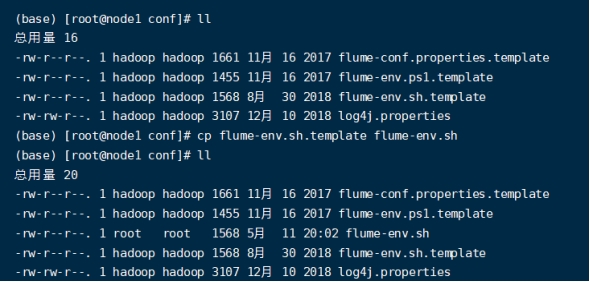 (base) [root@node1 conf]# ll
总用量 16
-rw-r--r--. 1 hadoop hadoop 1661 11月 16 2017 flume-conf.properties.template
-rw-r--r--. 1 hadoop hadoop 1455 11月 16 2017 flume-env.ps1.template
-rw-r--r--. 1 hadoop hadoop 1568 8月  30 2018 flume-env.sh.template
-rw-rw-r--. 1 hadoop hadoop 3107 12月 10 2018 log4j.properties
(base) [root@node1 conf]# cp flume-env.sh.template flume-env.sh
(base) [root@node1 conf]# ll
总用量 20
-rw-r--r--. 1 hadoop hadoop 1661 11月 16 2017 flume-conf.properties.template
-rw-r--r--. 1 hadoop hadoop 1455 11月 16 2017 flume-env.ps1.template
-rw-r--r--. 1 root   root   1568 5月  11 20:02 flume-env.sh
-rw-r--r--. 1 hadoop hadoop 1568 8月  30 2018 flume-env.sh.template
-rw-rw-r--. 1 hadoop hadoop 3107 12月 10 2018 log4j.properties